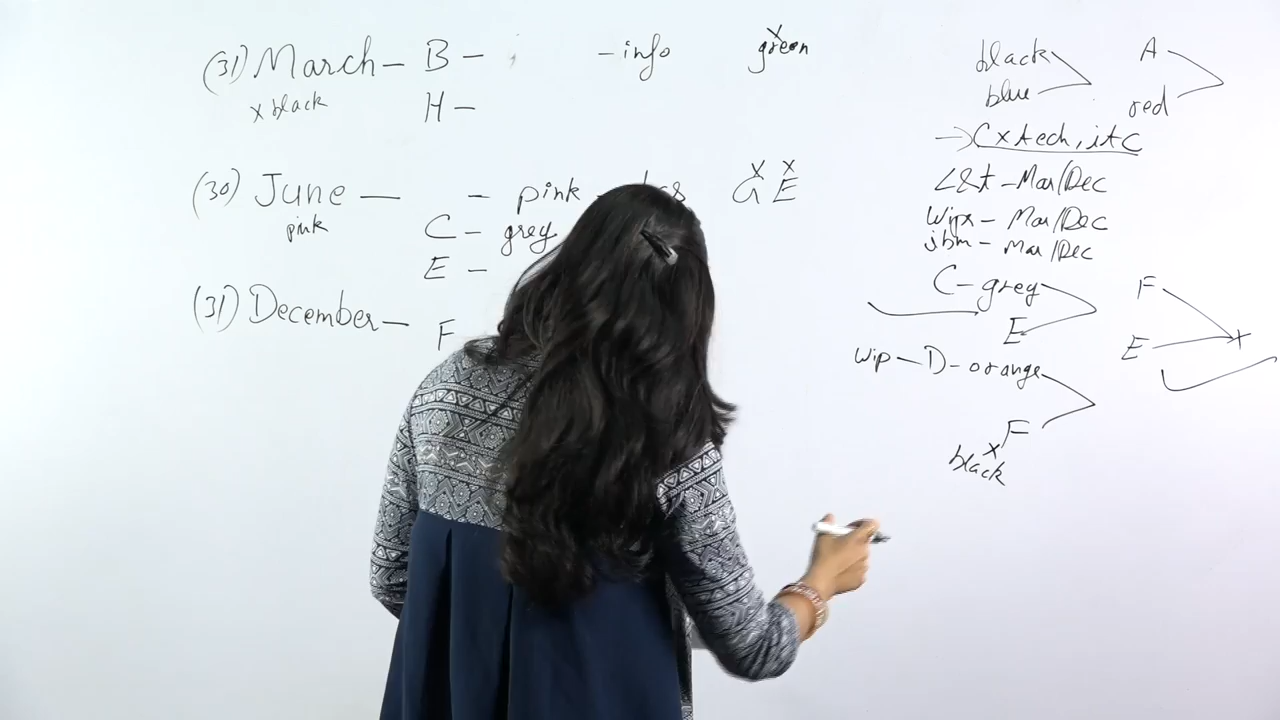 (31) March - B - - info green x
x black H -
(30) June - - pink - G x E x
pink C - grey
E -
(31) December - F
black
blue
A
red
→ C x tech, itc
L&t - Mar/Dec
Wipx - Mar/Dec
ibm - Mar/Dec
C - grey
E
F
E x
wip - D - orange
F
black x